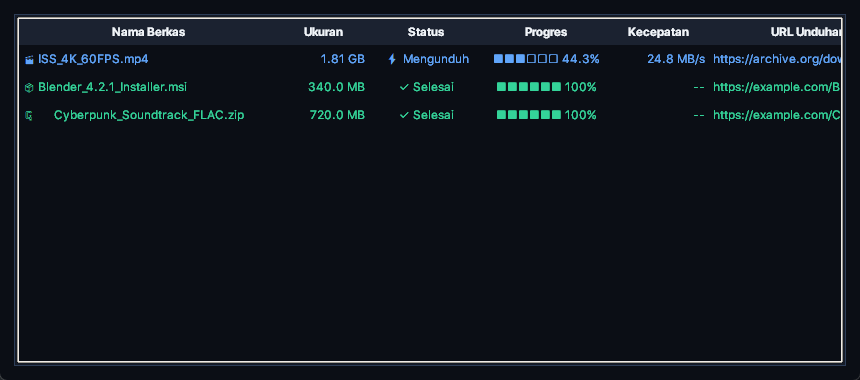 Nama Berkas Ukuran Status Progres Kecepatan URL Unduhan
ISS_4K_60FPS.mp4 1.81 GB Mengunduh 44.3% 24.8 MB/s https://archive.org/dow
Blender_4.2.1_Installer.msi 340.0 MB ✓ Selesai 100% -- https://example.com/B
Cyberpunk_Soundtrack_FLAC.zip 720.0 MB ✓ Selesai 100% -- https://example.com/C